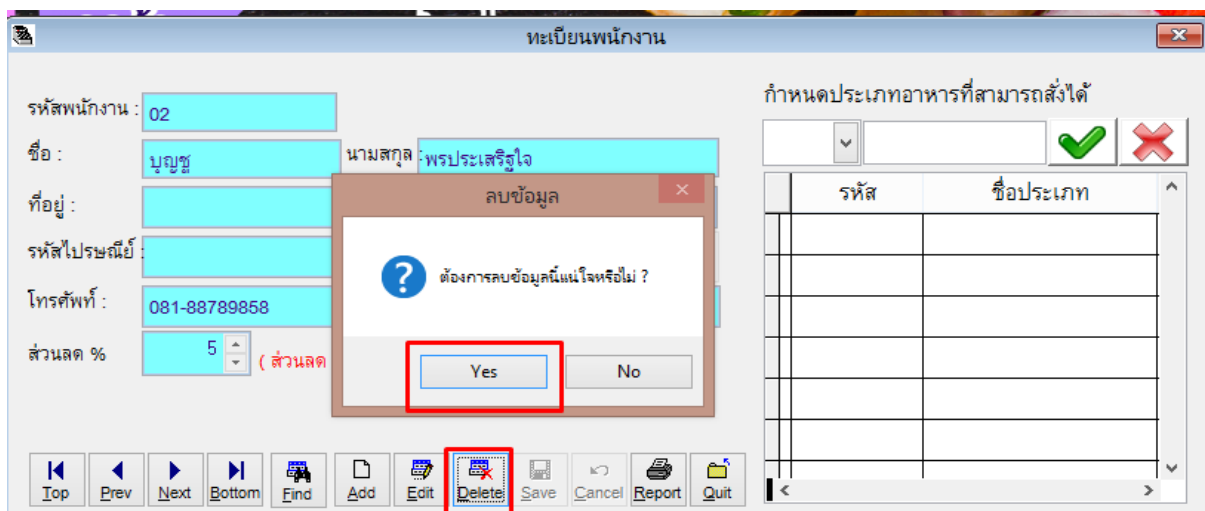 ทะเบียนพนักงาน
รหัสพนักงาน : 02
ชื่อ : บุญชู นามสกุล : พรประเสริฐใจ
ที่อยู่ :
รหัสไปรษณีย์ :
โทรศัพท์ : 081-88789858
ส่วนลด % 5 ( ส่วนลด
กำหนดประเภทอาหารที่สามารถสั่งได้
รหัส ชื่อประเภท
ลบข้อมูล
ต้องการลบข้อมูลนี้แน่ใจหรือไม่ ?
Yes No
Top Prev Next Bottom Find Add Edit Delete Save Cancel Report Quit